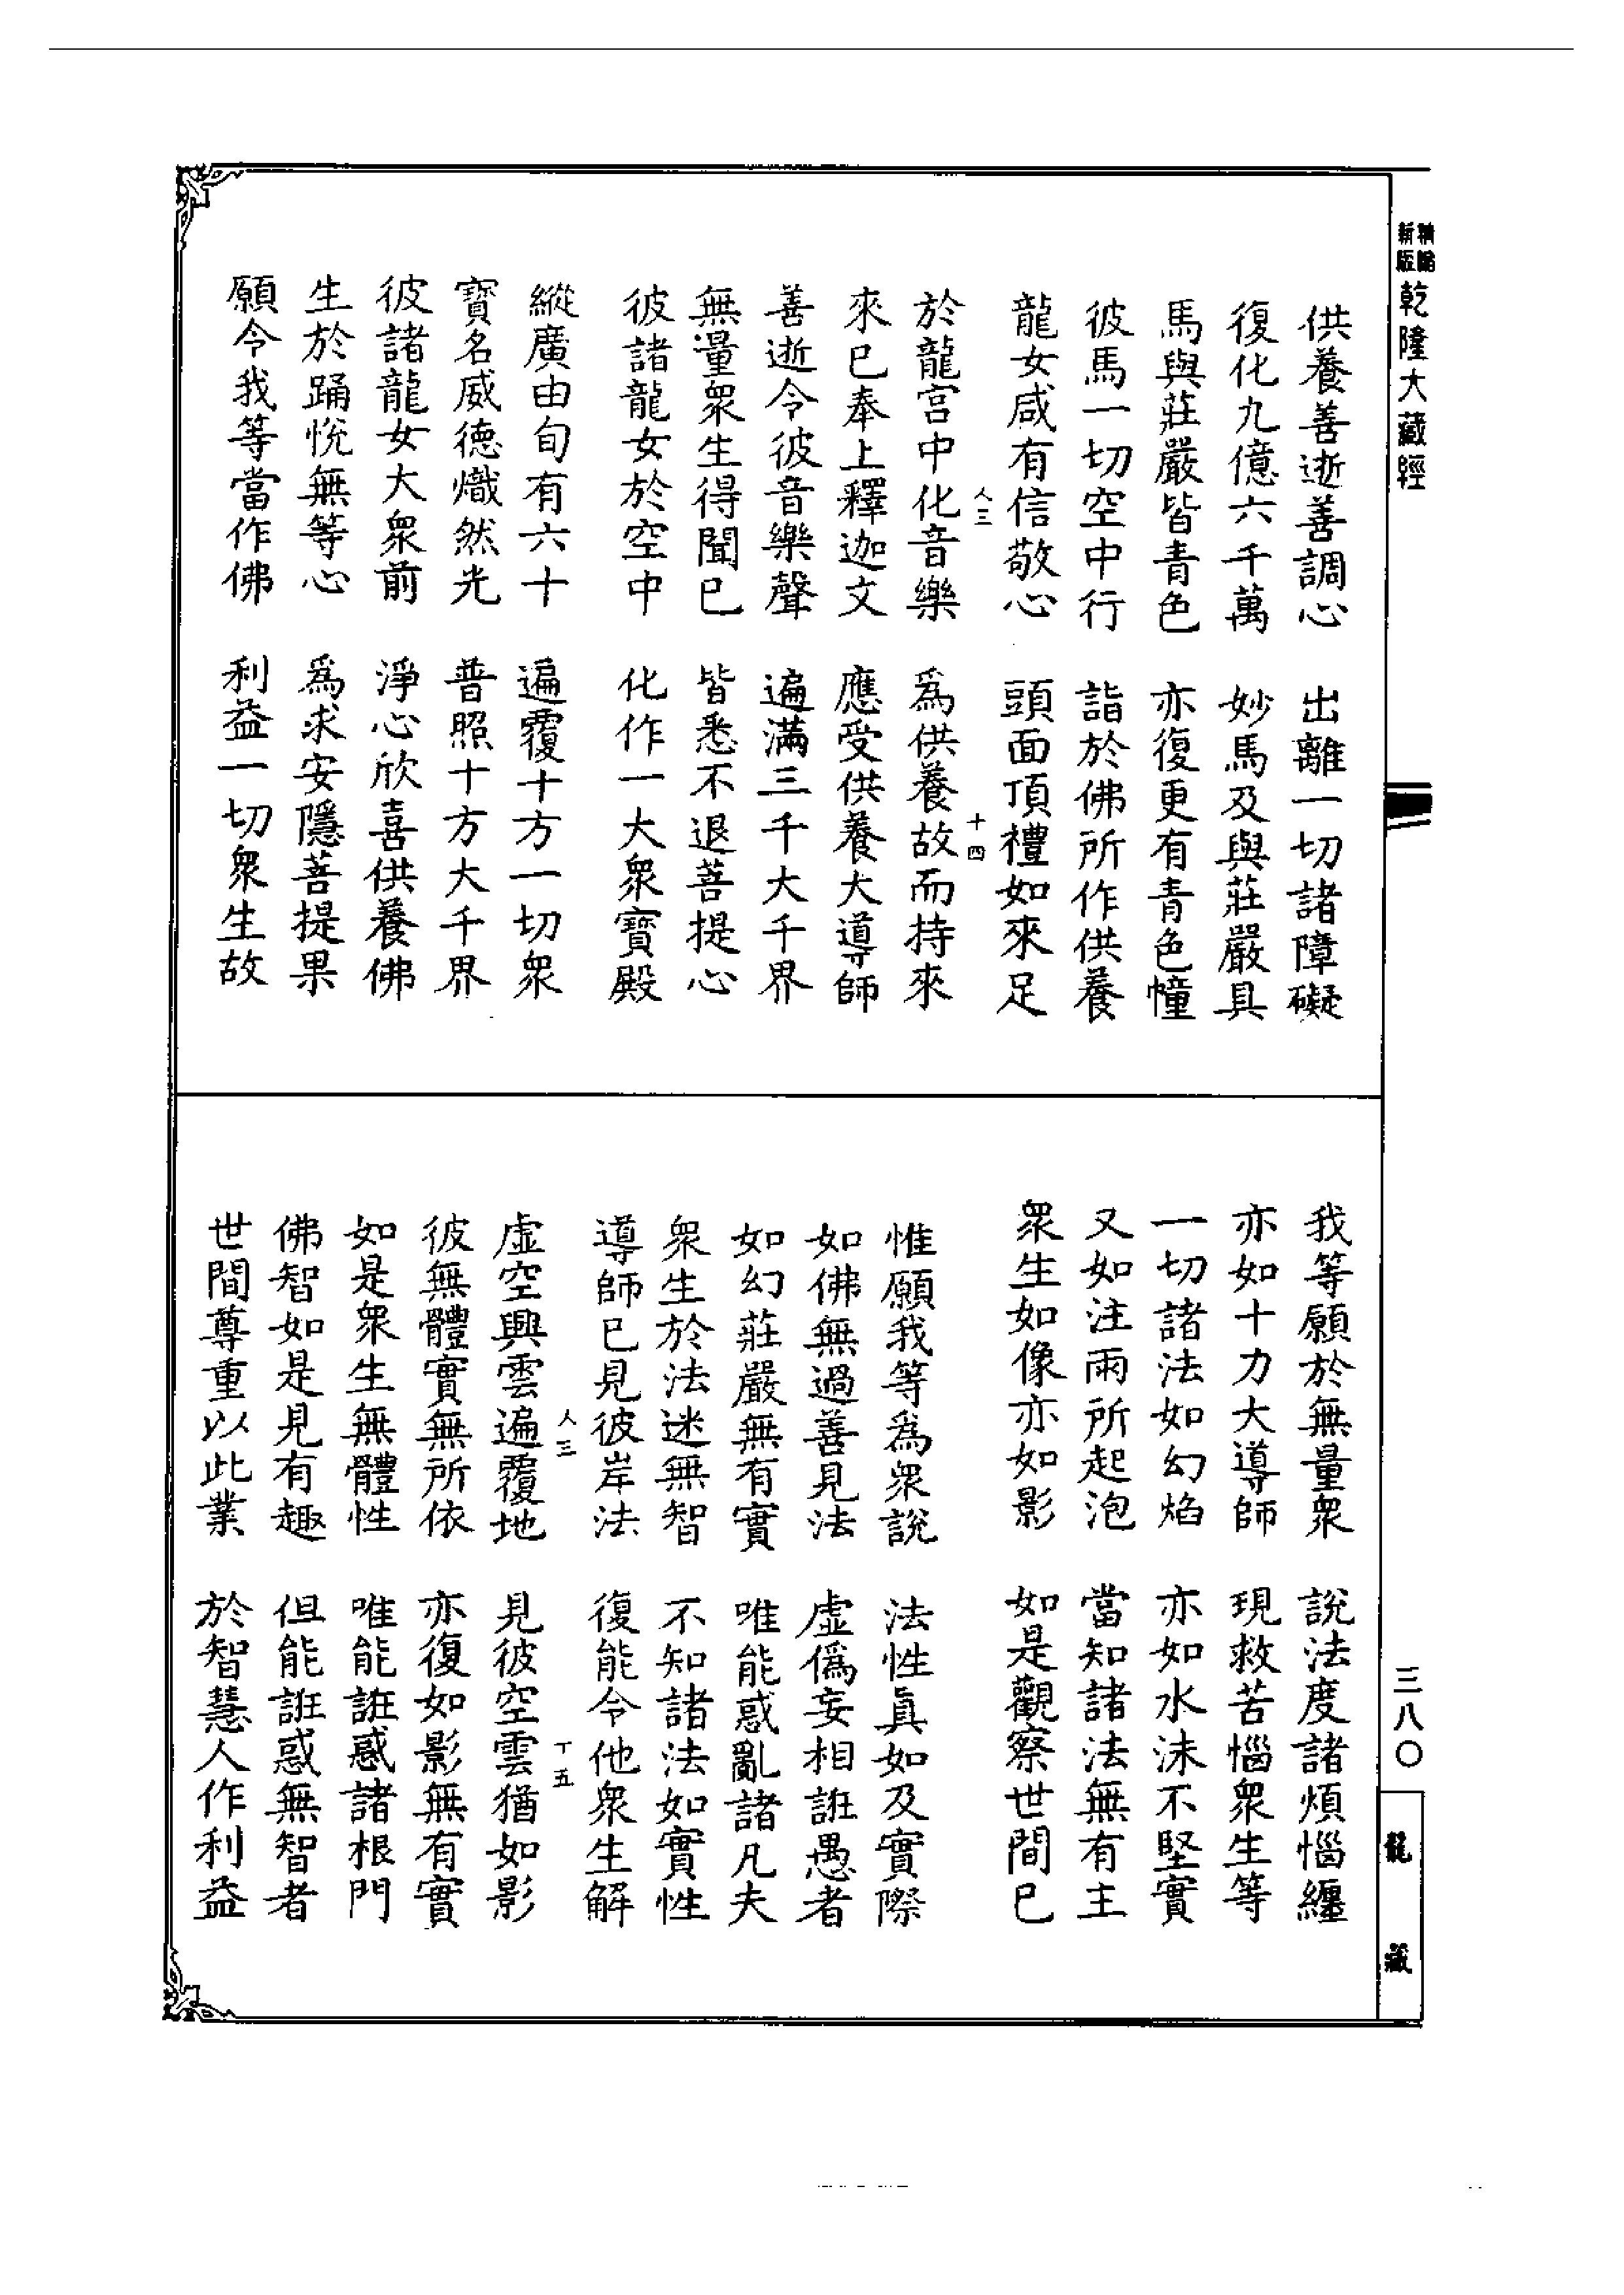 精縮
新版
乾隆大藏經
供養善逝善調心 出離一切諸障礙
復化九億六千萬 妙馬及與莊嚴具
馬與莊嚴皆青色 亦復更有青色幢
彼馬一切空中行 詣於佛所作供養
龍女咸有信敬心 頭面頂禮如來足
人三 十四
於龍宮中化音樂 爲供養故而持來
來已奉上釋迦文 應受供養大導師
善逝令彼音樂聲 遍滿三千大千界
無量衆生得聞已 皆悉不退菩提心
彼諸龍女於空中 化作一大衆寶殿
縱廣由旬有六十 遍覆十方一切衆
寶名威德熾然光 普照十方大千界
彼諸龍女大衆前 淨心欣喜供養佛
生於踊悅無等心 爲求安隱菩提果
願令我等當作佛 利益一切衆生故
我等願於無量衆 說法度諸煩惱纏
亦如十力大導師 現救苦惱衆生等
一切諸法如幻焰 亦如水沫不堅實
又如注雨所起泡 當知諸法無有主
衆生如像亦如影 如是觀察世間已
惟願我等爲衆說 法性真如及實際
如佛無過善見法 虛僞妄相誑愚者
如幻莊嚴無有實 唯能惑亂諸凡夫
衆生於法迷無智 不知諸法如實性
導師已見彼岸法 復能令他衆生解
人三 十五
虛空興雲遍覆地 見彼空雲猶如影
彼無體實無所依 亦復如影無有實
如是衆生無體性 唯能誑惑諸根門
佛智如是見有趣 但能誑惑無智者
世間尊重以此業 於智慧人作利益
三八〇
龍藏